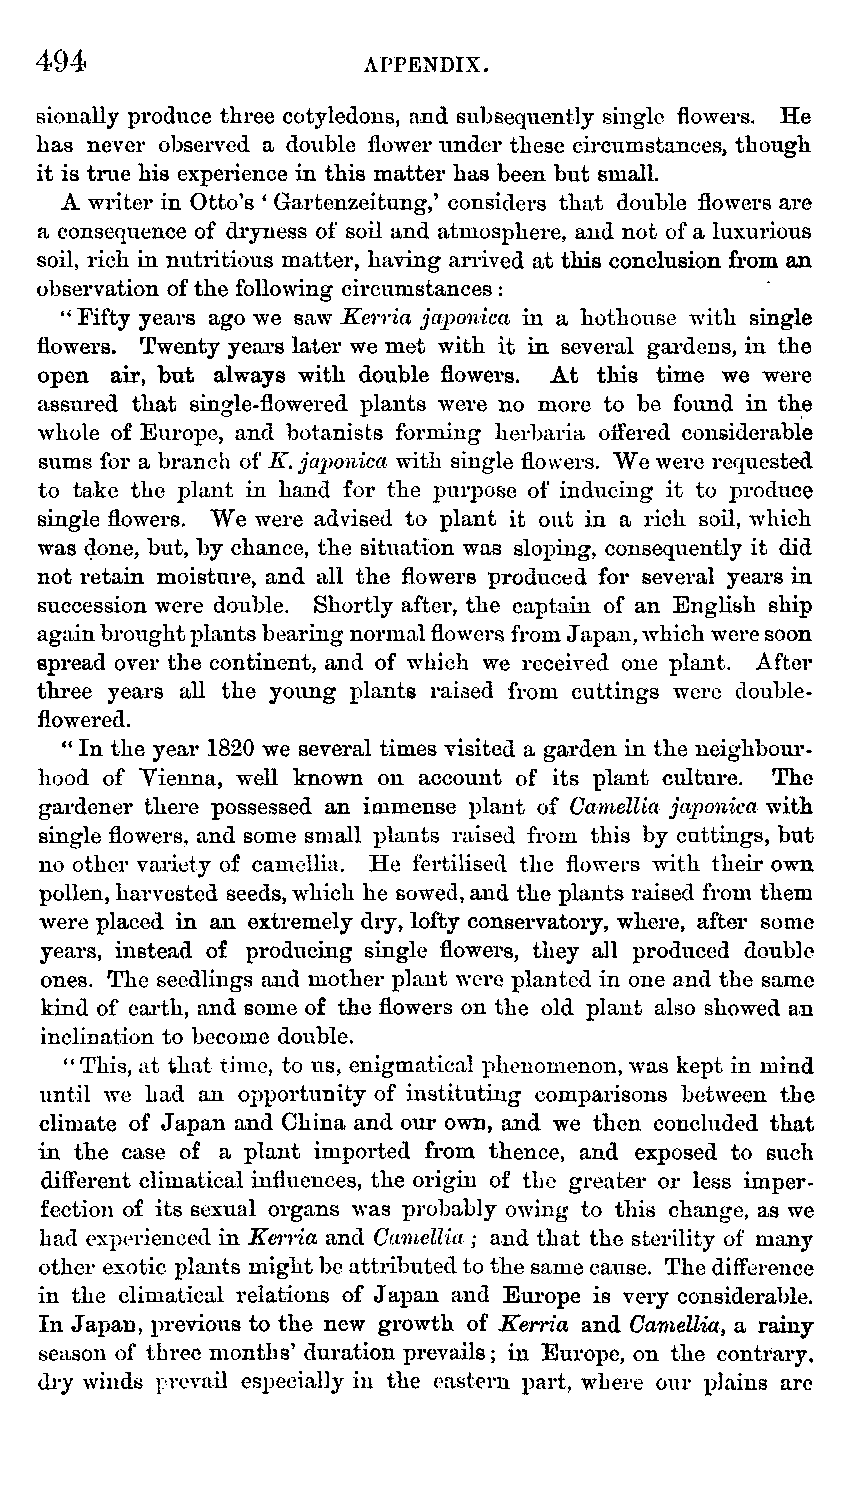 494 APPENDIX.
sionally produce three cotyledons, and subsequently single flowers. He
has never observed a double flower under these circumstances, though
it is true his experience in this matter has been but small.
A writer in Otto's ‘ Gartenzeitung,’ considers that double flowers are
a consequence of dryness of soil and atmosphere, and not of a luxurious
soil, rich in nutritious matter, having arrived at this conclusion from an
observation of the following circumstances :
“ Fifty years ago we saw Kerria japonica in a hothouse with single
flowers. Twenty years later we met with it in several gardens, in the
open air, but always with double flowers. At this time we were
assured that single-flowered plants were no more to be found in the
whole of Europe, and botanists forming herbaria offered considerable
sums for a branch of K. japonica with single flowers. We were requested
to take the plant in hand for the purpose of inducing it to produce
single flowers. We were advised to plant it out in a rich soil, which
was done, but, by chance, the situation was sloping, consequently it did
not retain moisture, and all the flowers produced for several years in
succession were double. Shortly after, the captain of an English ship
again brought plants bearing normal flowers from Japan, which were soon
spread over the continent, and of which we received one plant. After
three years all the young plants raised from cuttings were double-
flowered.
“ In the year 1820 we several times visited a garden in the neighbour-
hood of Vienna, well known on account of its plant culture. The
gardener there possessed an immense plant of Camellia japonica with
single flowers, and some small plants raised from this by cuttings, but
no other variety of camellia. He fertilised the flowers with their own
pollen, harvested seeds, which he sowed, and the plants raised from them
were placed in an extremely dry, lofty conservatory, where, after some
years, instead of producing single flowers, they all produced double
ones. The seedlings and mother plant were planted in one and the same
kind of earth, and some of the flowers on the old plant also showed an
inclination to become double.
“ This, at that time, to us, enigmatical phenomenon, was kept in mind
until we had an opportunity of instituting comparisons between the
climate of Japan and China and our own, and we then concluded that
in the case of a plant imported from thence, and exposed to such
different climatical influences, the origin of the greater or less imper-
fection of its sexual organs was probably owing to this change, as we
had experienced in Kerria and Camellia ; and that the sterility of many
other exotic plants might be attributed to the same cause. The difference
in the climatical relations of Japan and Europe is very considerable.
In Japan, previous to the new growth of Kerria and Camellia, a rainy
season of three months' duration prevails ; in Europe, on the contrary,
dry winds prevail especially in the eastern part, where our plains are